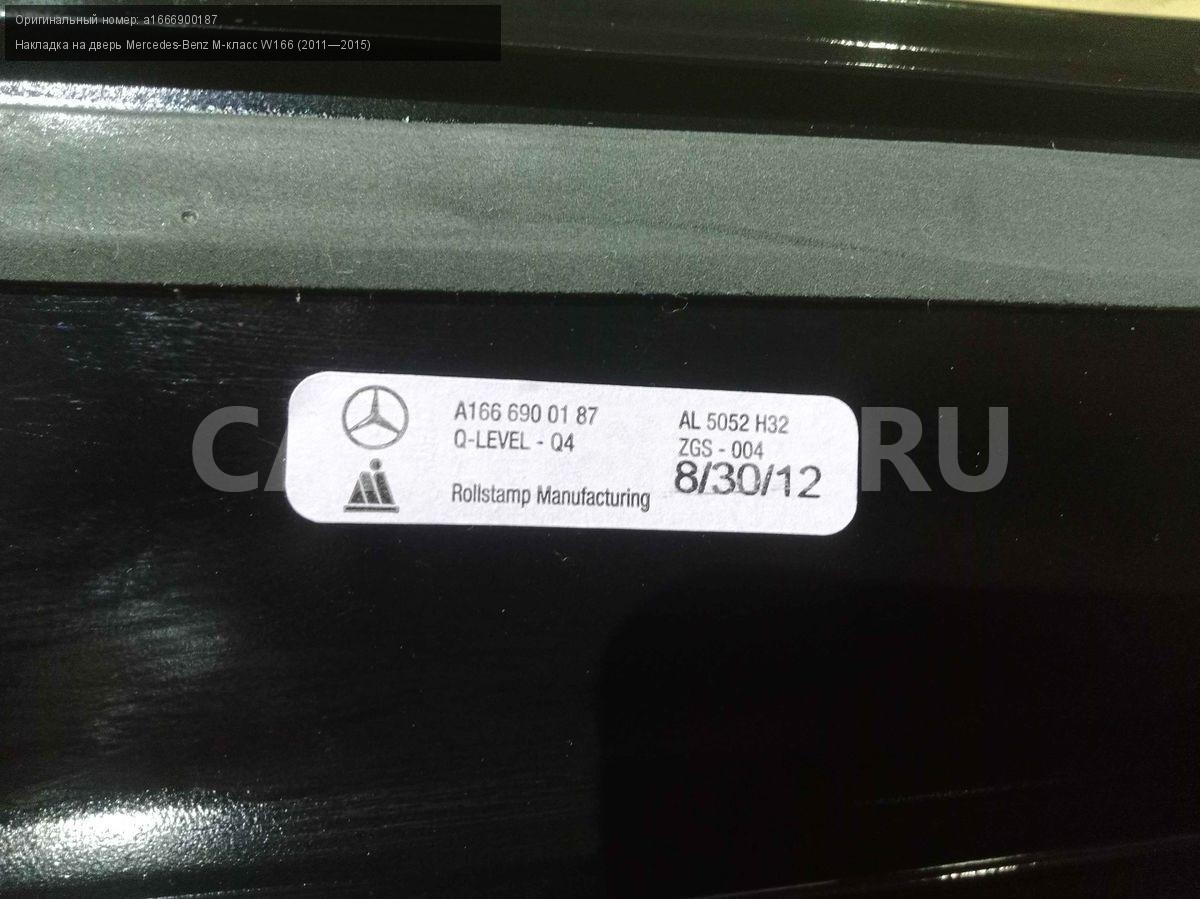 Оригинальный номер: a1666900187
Накладка на дверь Mercedes-Benz M-класс W166 (2011—2015)
A166 690 01 87
Q-LEVEL - Q4
Rollstamp Manufacturing
AL 5052 H32
ZGS - 004
8/30/12